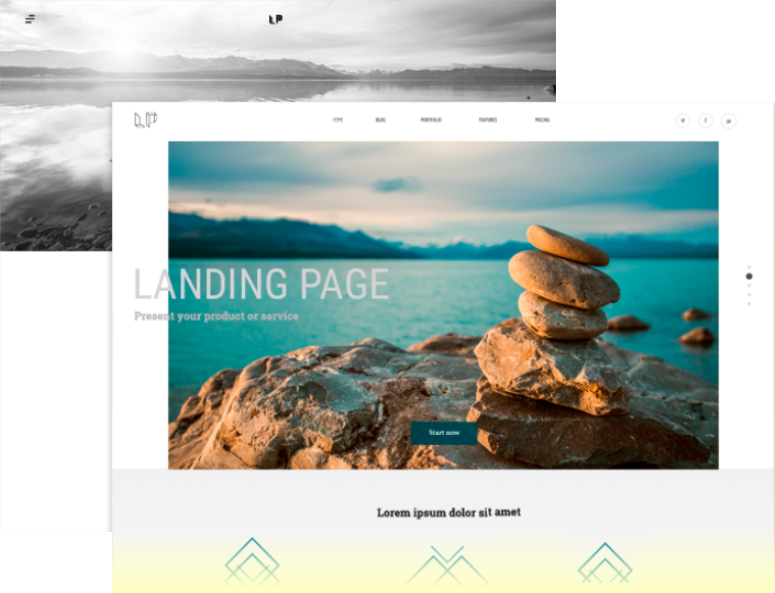 LP
LP
TYPE BLOG PORTFOLIO FEATURES PRICING
LANDING PAGE
Present your product or service
Start now
Lorem ipsum dolor sit amet